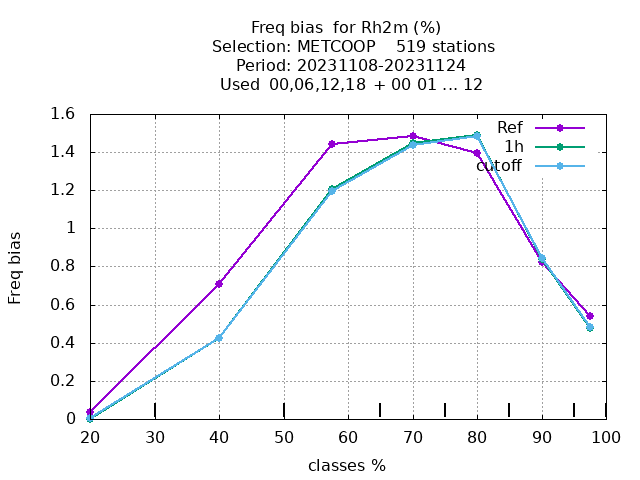 Freq bias  for Rh2m (%)
Selection: METCOOP    519 stations
Period: 20231108-20231124
Used  00,06,12,18  + 00 01 ... 12
Ref
1h
cutoff
Freq bias
1.6
1.4
1.2
1
0.8
0.6
0.4
0.2
0
20 30 40 50 60 70 80 90 100
classes %